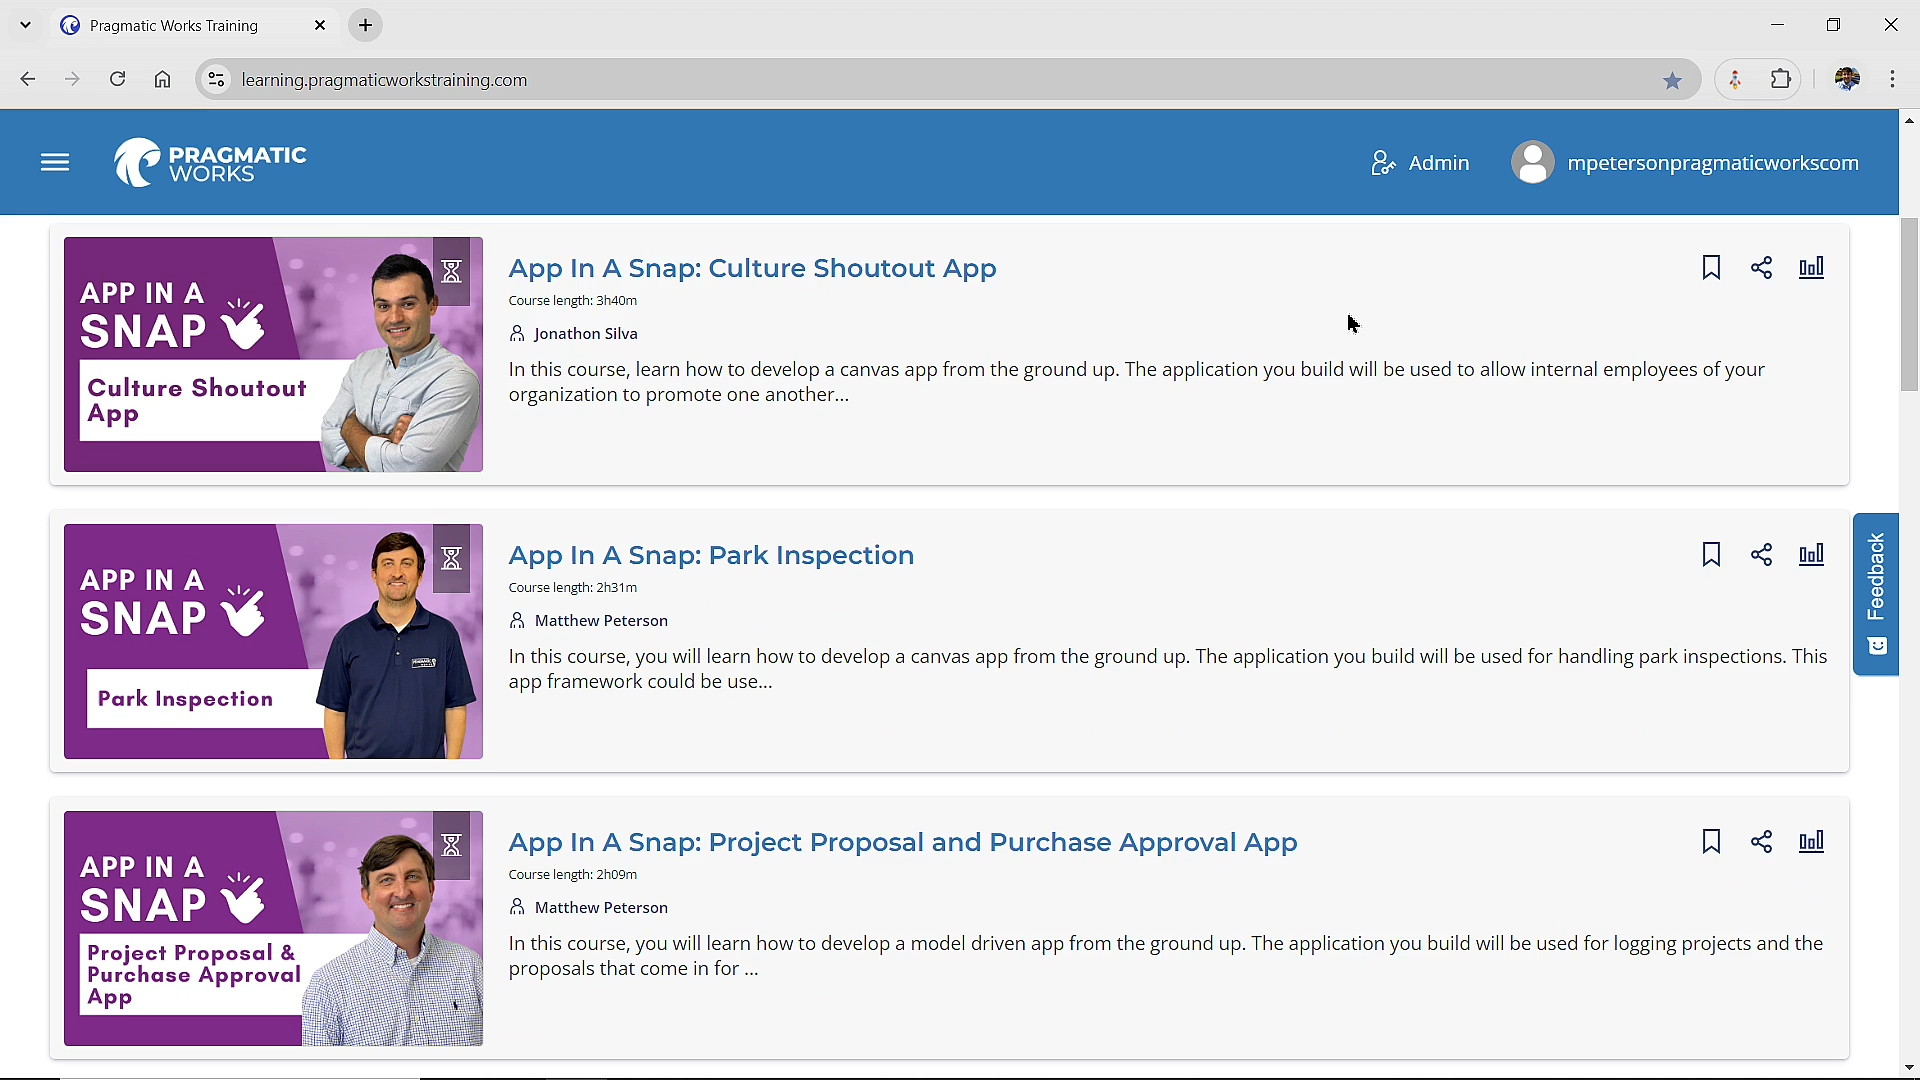 Pragmatic Works Training
learning.pragmaticworkstraining.com
PRAGMATIC
WORKS
Admin
mpetersonpragmaticworkscom
APP IN A
SNAP
Culture Shoutout
App
App In A Snap: Culture Shoutout App
Course length: 3h40m
Jonathon Silva
In this course, learn how to develop a canvas app from the ground up. The application you build will be used to allow internal employees of your
organization to promote one another...
APP IN A
SNAP
Park Inspection
App In A Snap: Park Inspection
Course length: 2h31m
Matthew Peterson
In this course, you will learn how to develop a canvas app from the ground up. The application you build will be used for handling park inspections. This
app framework could be use...
Feedback
APP IN A
SNAP
Project Proposal &
Purchase Approval
App
App In A Snap: Project Proposal and Purchase Approval App
Course length: 2h09m
Matthew Peterson
In this course, you will learn how to develop a model driven app from the ground up. The application you build will be used for logging projects and the
proposals that come in for ...